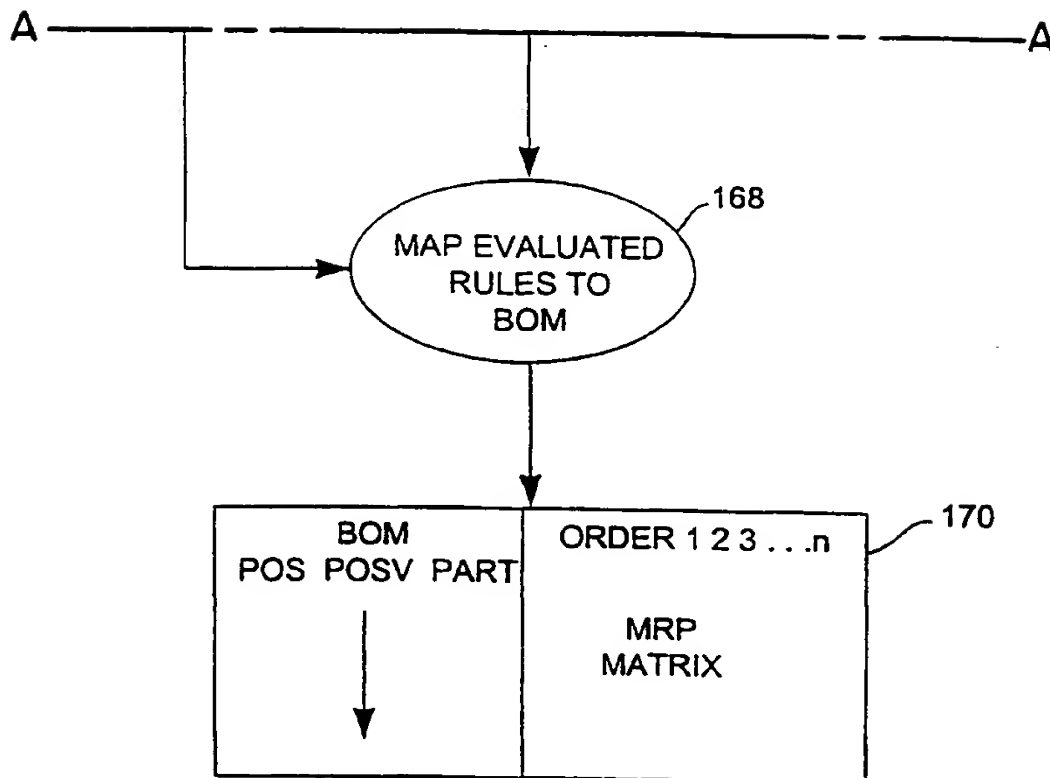 A A
168
MAP EVALUATED
RULES TO
BOM
170
BOM
POS POSV PART
ORDER 1 2 3 . . .n
MRP
MATRIX